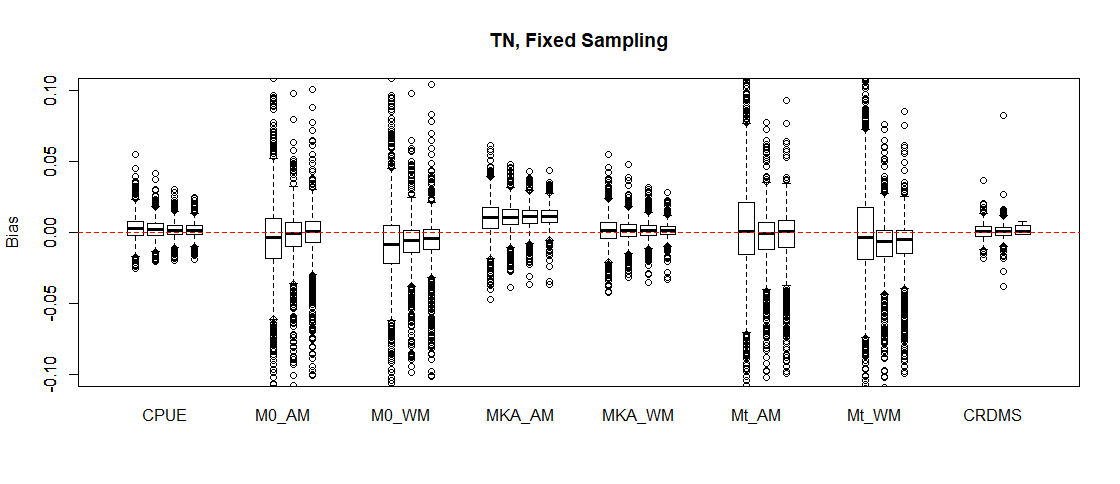 TN, Fixed Sampling
Bias
0.10
0.05
0.00
-0.05
-0.10
CPUE M0_AM M0_WM MKA_AM MKA_WM Mt_AM Mt_WM CRDMS